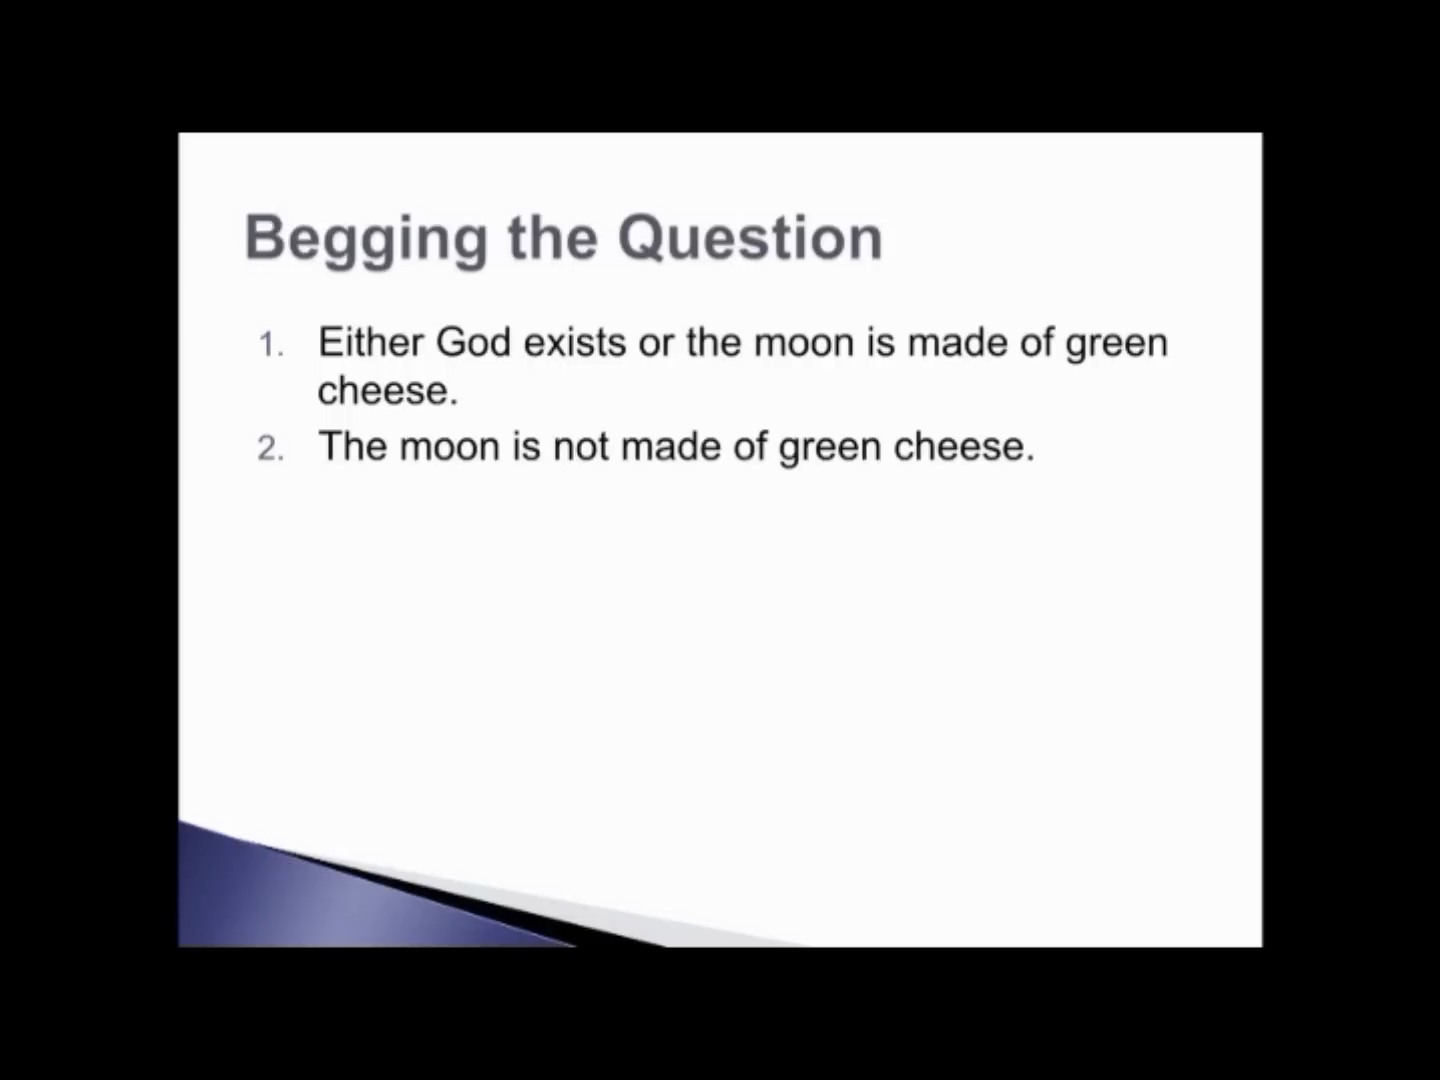 Begging the Question
1. Either God exists or the moon is made of green
cheese.
2. The moon is not made of green cheese.